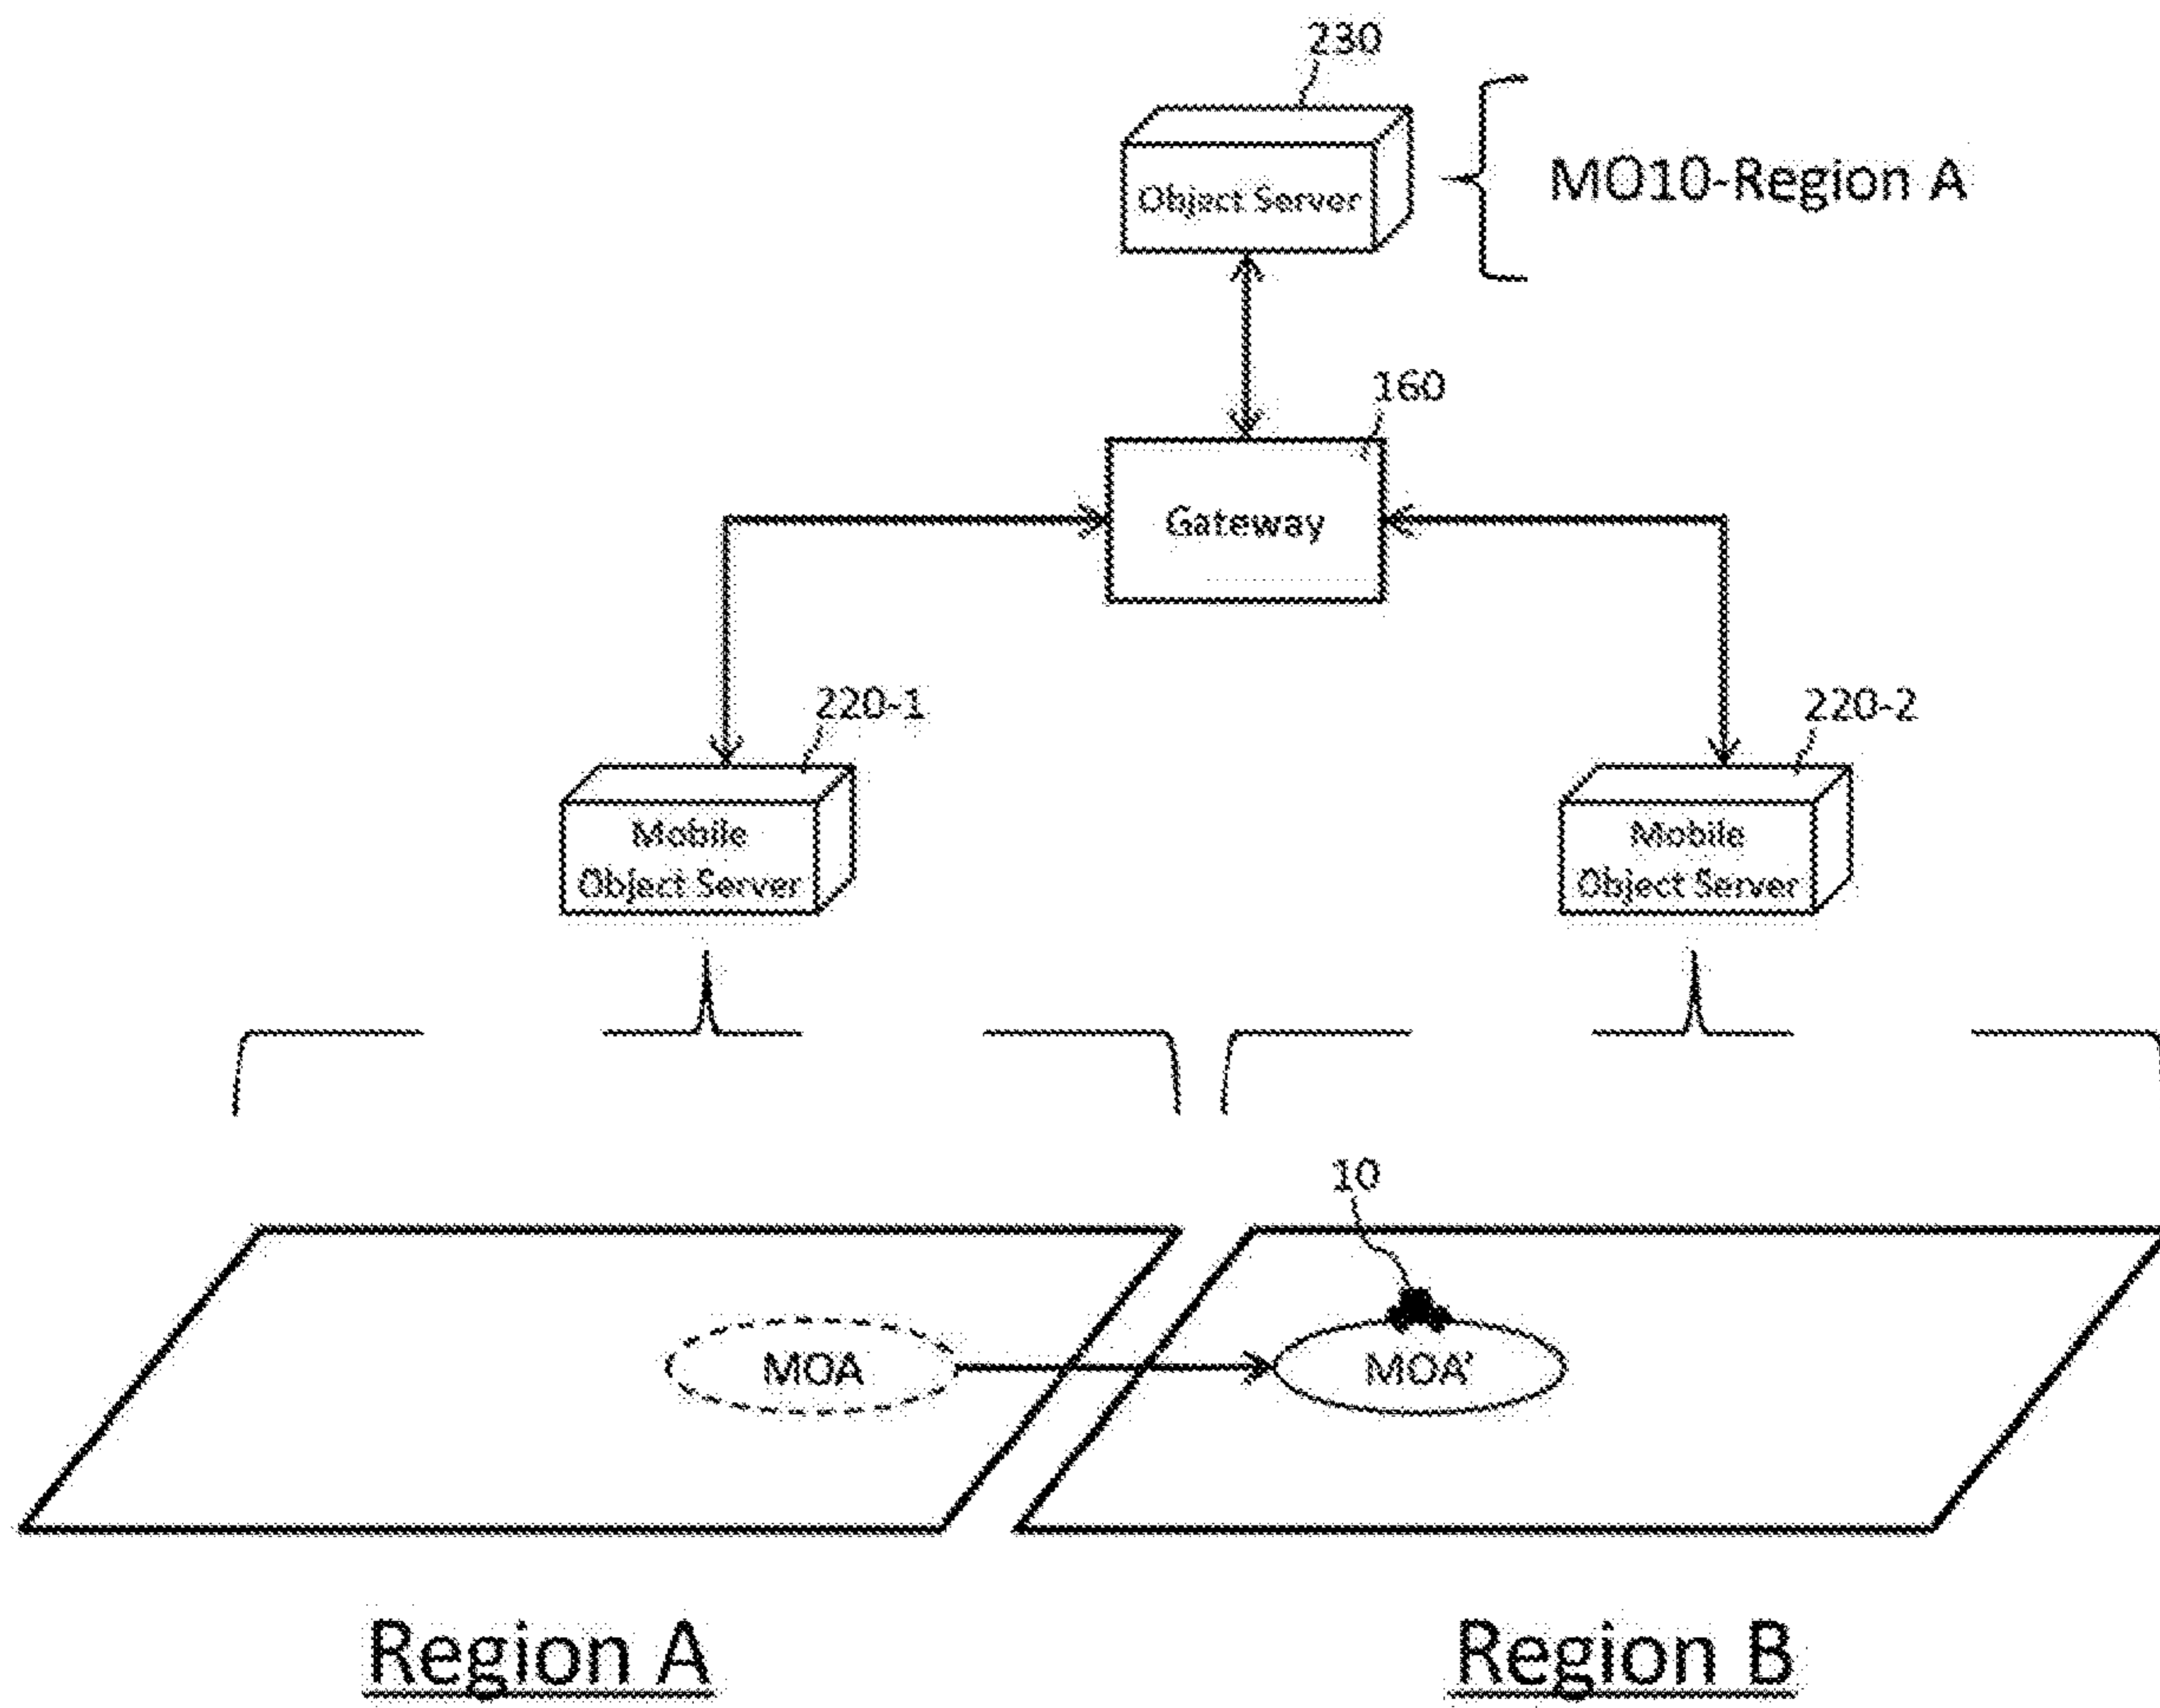 230
Object Server
MO10-Region A
160
Gateway
220-1
220-2
Mobile
Object Server
Mobile
Object Server
10
MOA
MOA'
Region A
Region B